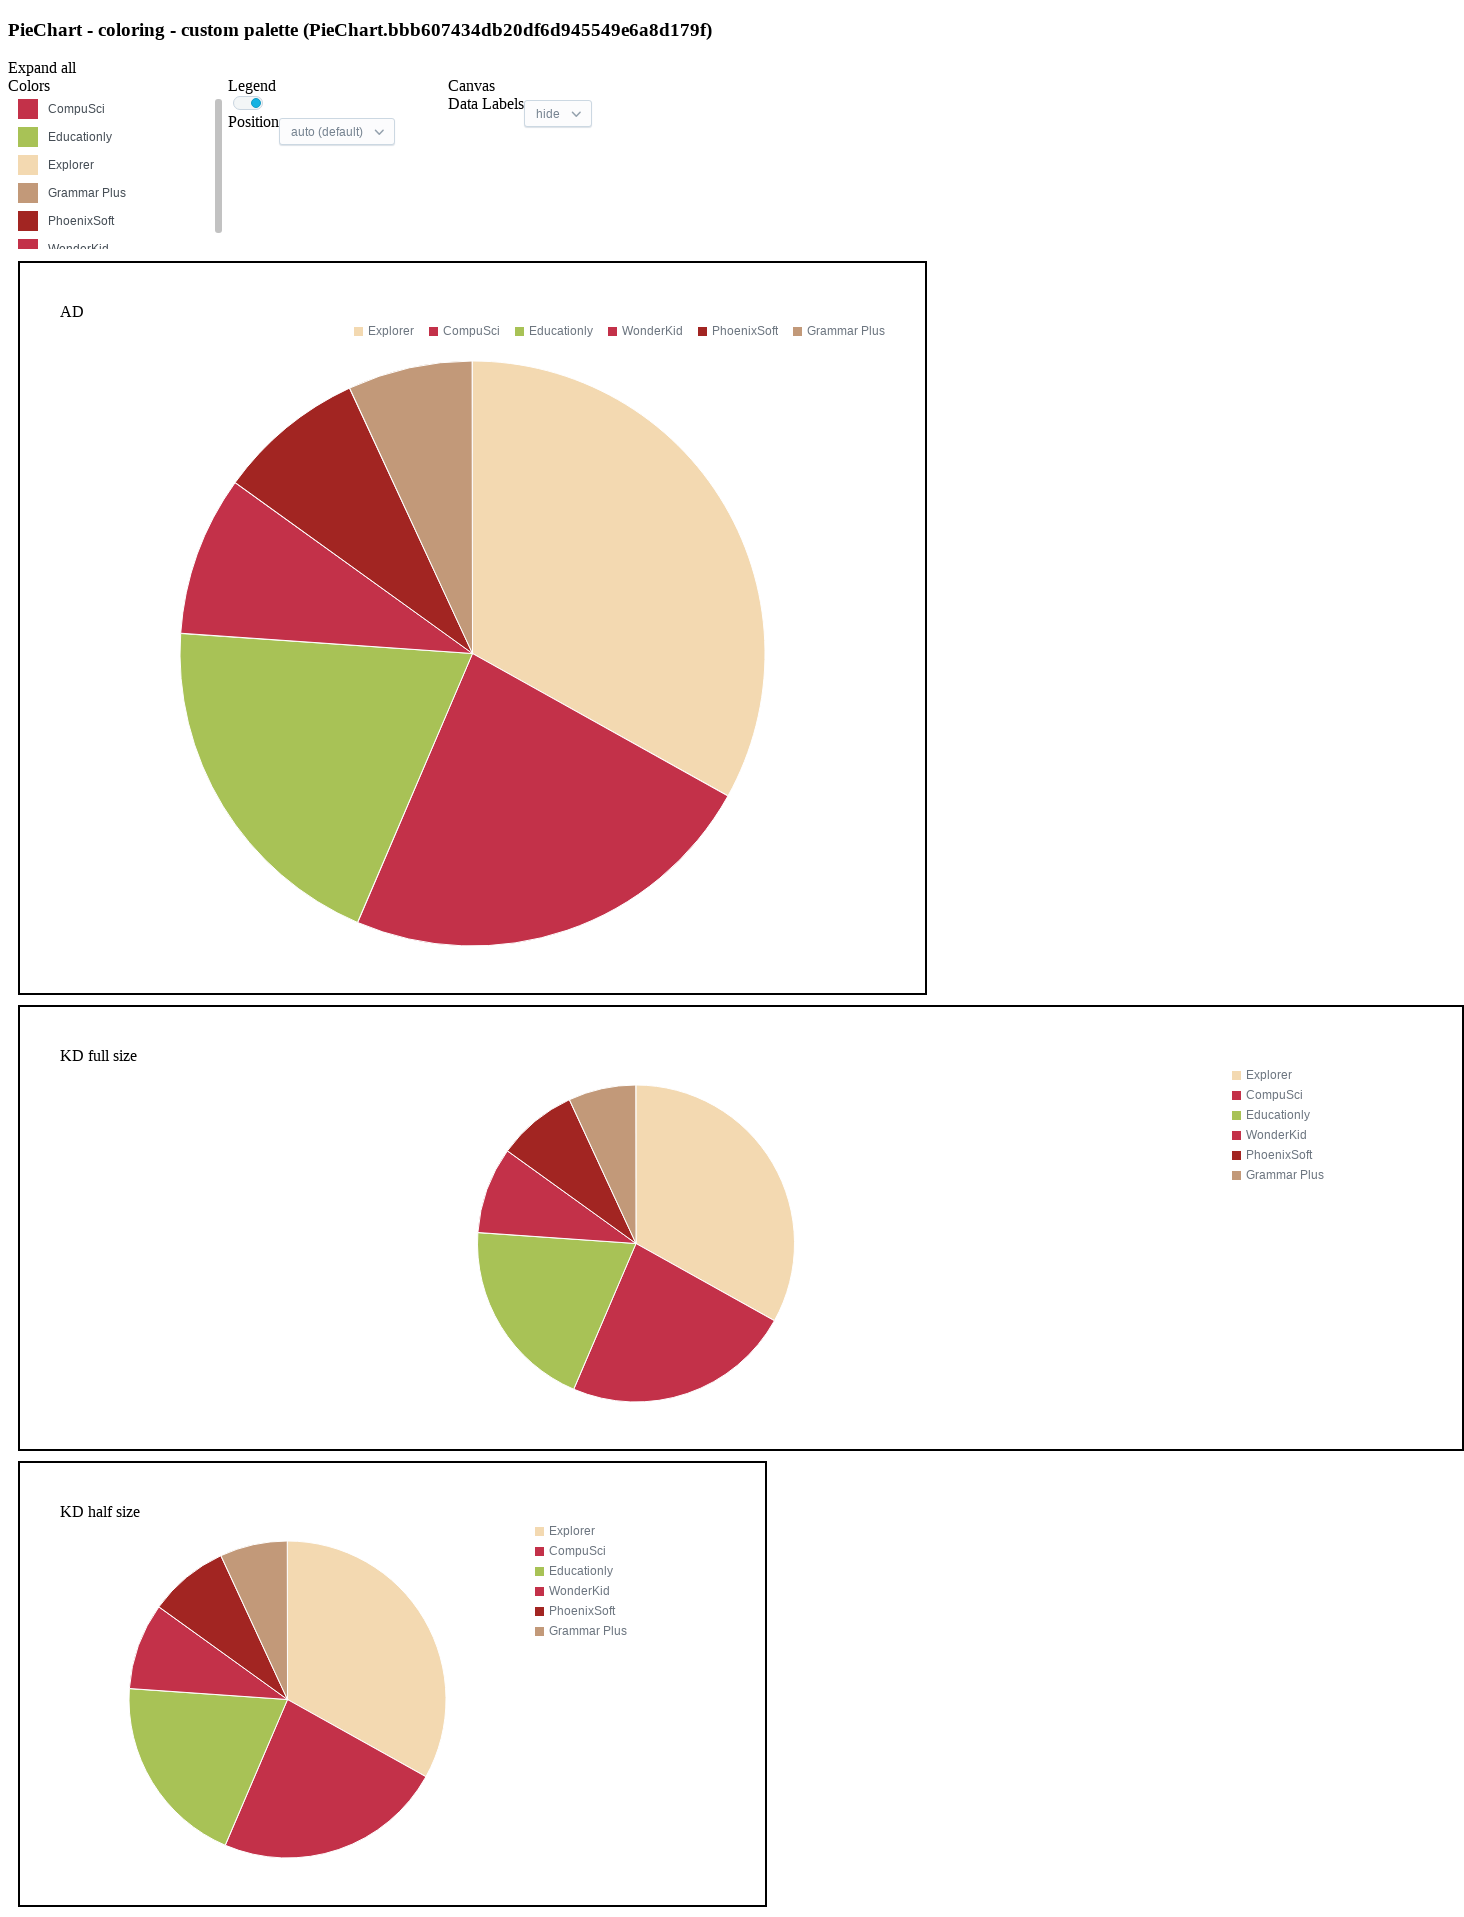 PieChart - coloring - custom palette (PieChart.bbb607434db20df6d945549e6a8d179f)
Expand all
Colors
CompuSci
Educationly
Explorer
Grammar Plus
PhoenixSoft
WonderKid
Legend
Position auto (default)
Canvas
Data Labels hide
AD
Explorer CompuSci Educationly WonderKid PhoenixSoft Grammar Plus
KD full size
Explorer
CompuSci
Educationly
WonderKid
PhoenixSoft
Grammar Plus
KD half size
Explorer
CompuSci
Educationly
WonderKid
PhoenixSoft
Grammar Plus